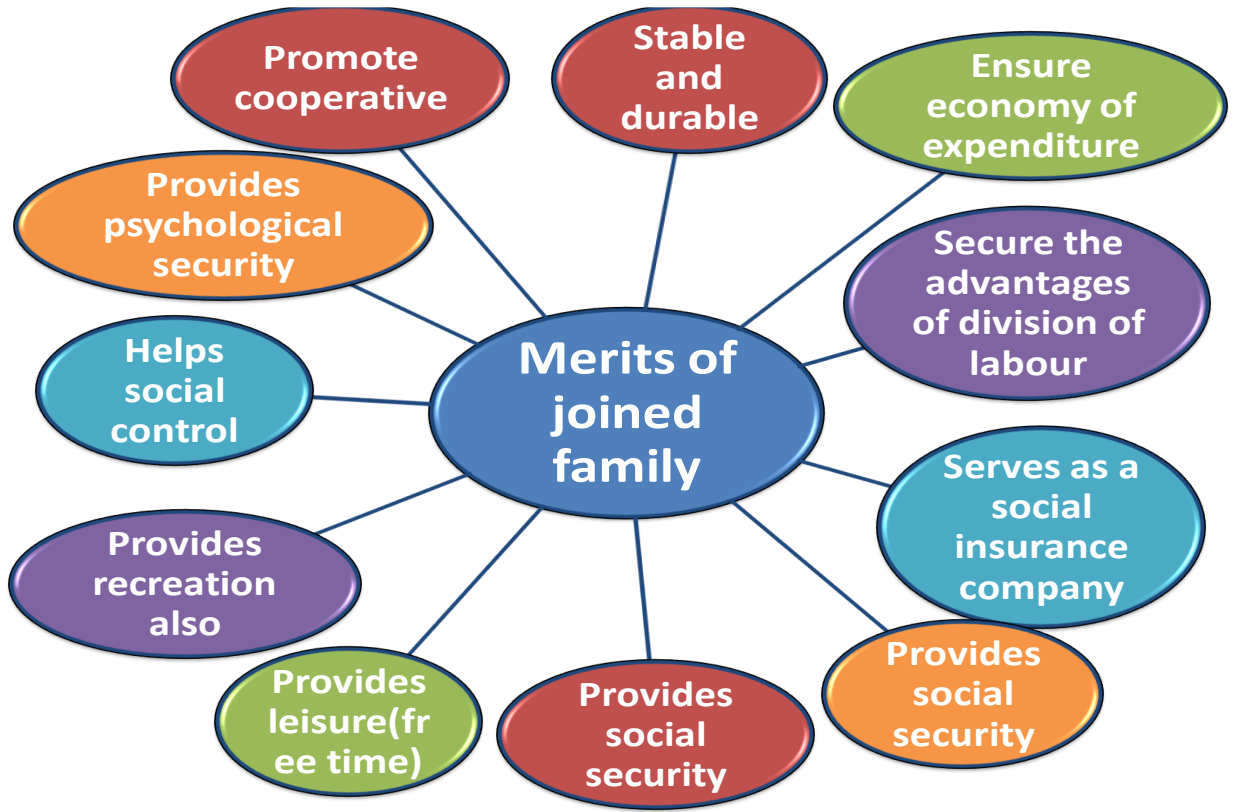 Stable
and
durable
Ensure
economy of
expenditure
Secure the
advantages
of division of
labour
Serves as a
social
insurance
company
Provides
social
security
Provides
social
security
Provides
leisure(fr
ee time)
Provides
recreation
also
Helps
social
control
Provides
psychological
security
Promote
cooperative
Merits of
joined
family